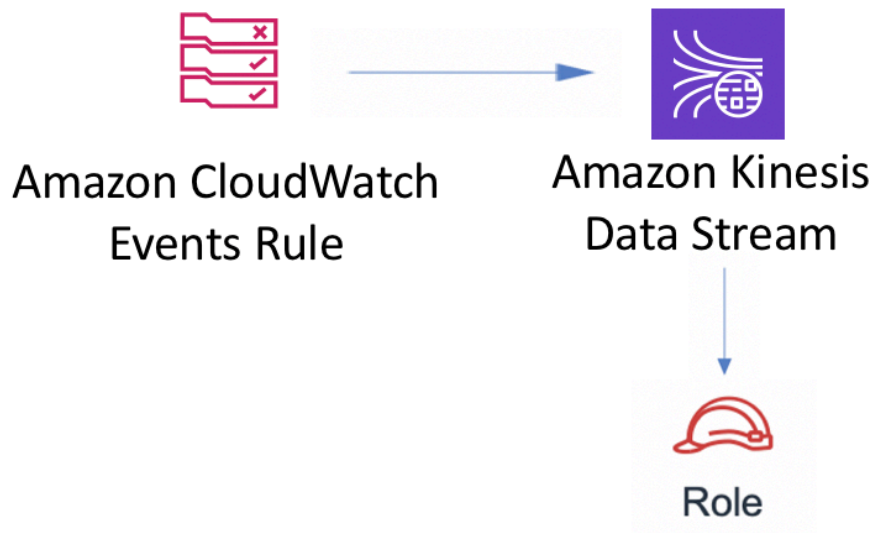 Amazon CloudWatch
Events Rule
Amazon Kinesis
Data Stream
Role